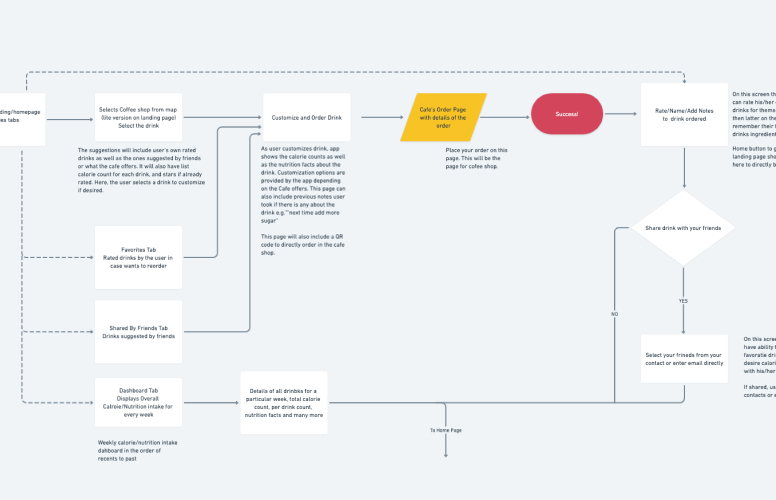 ding/homepage
es tabs
Selects Coffee shop from map
(lite version on landing page)
Select the drink
Customize and Order Drink
Cafe's Order Page
with details of the
order
Success!
Rate/Name/Add Notes
to drink ordered
On this screen th
can rate his/her
drinks for thems
then latter on the
remember their
drinks ingredient
Home button to g
landing page sho
here to directly b
The suggestions will include user's own rated
drinks as well as the ones suggested by friends
or what the cafe offers. It will also have list
calorie count for each drink, and stars if already
rated. Here, the user selects a drink to customize
if desired.
As user customizes drink, app
shows the calorie counts as well
as the nutrition facts about the
drink. Customization options are
provided by the app depending
on the Cafe offers. This page can
also include previous notes user
took if there is any about the
drink e.g."'next time add more
sugar"
This page will also include a QR
code to directly order in the cafe
shop.
Place your order on this
page. This will be the
page for cofee shop.
Favorites Tab
Rated drinks by the user in
case wants to reorder
Share drink with your friends
YES
NO
Shared By Friends Tab
Drinks suggested by friends
Select your frineds from your
contact or enter email directly
On this scree
have ability t
favoratie dri
desire calori
with his/her
If shared, us
contacts or e
Dashboard Tab
Displays Overall
Calroie/Nutrition intake for
every week
Details of all drinbks for a
particular week, total calorie
count, per drink count,
nutrition facts and many more
To Home Page
Weekly calorie/nutrition intake
dahboard in the order of
recents to past